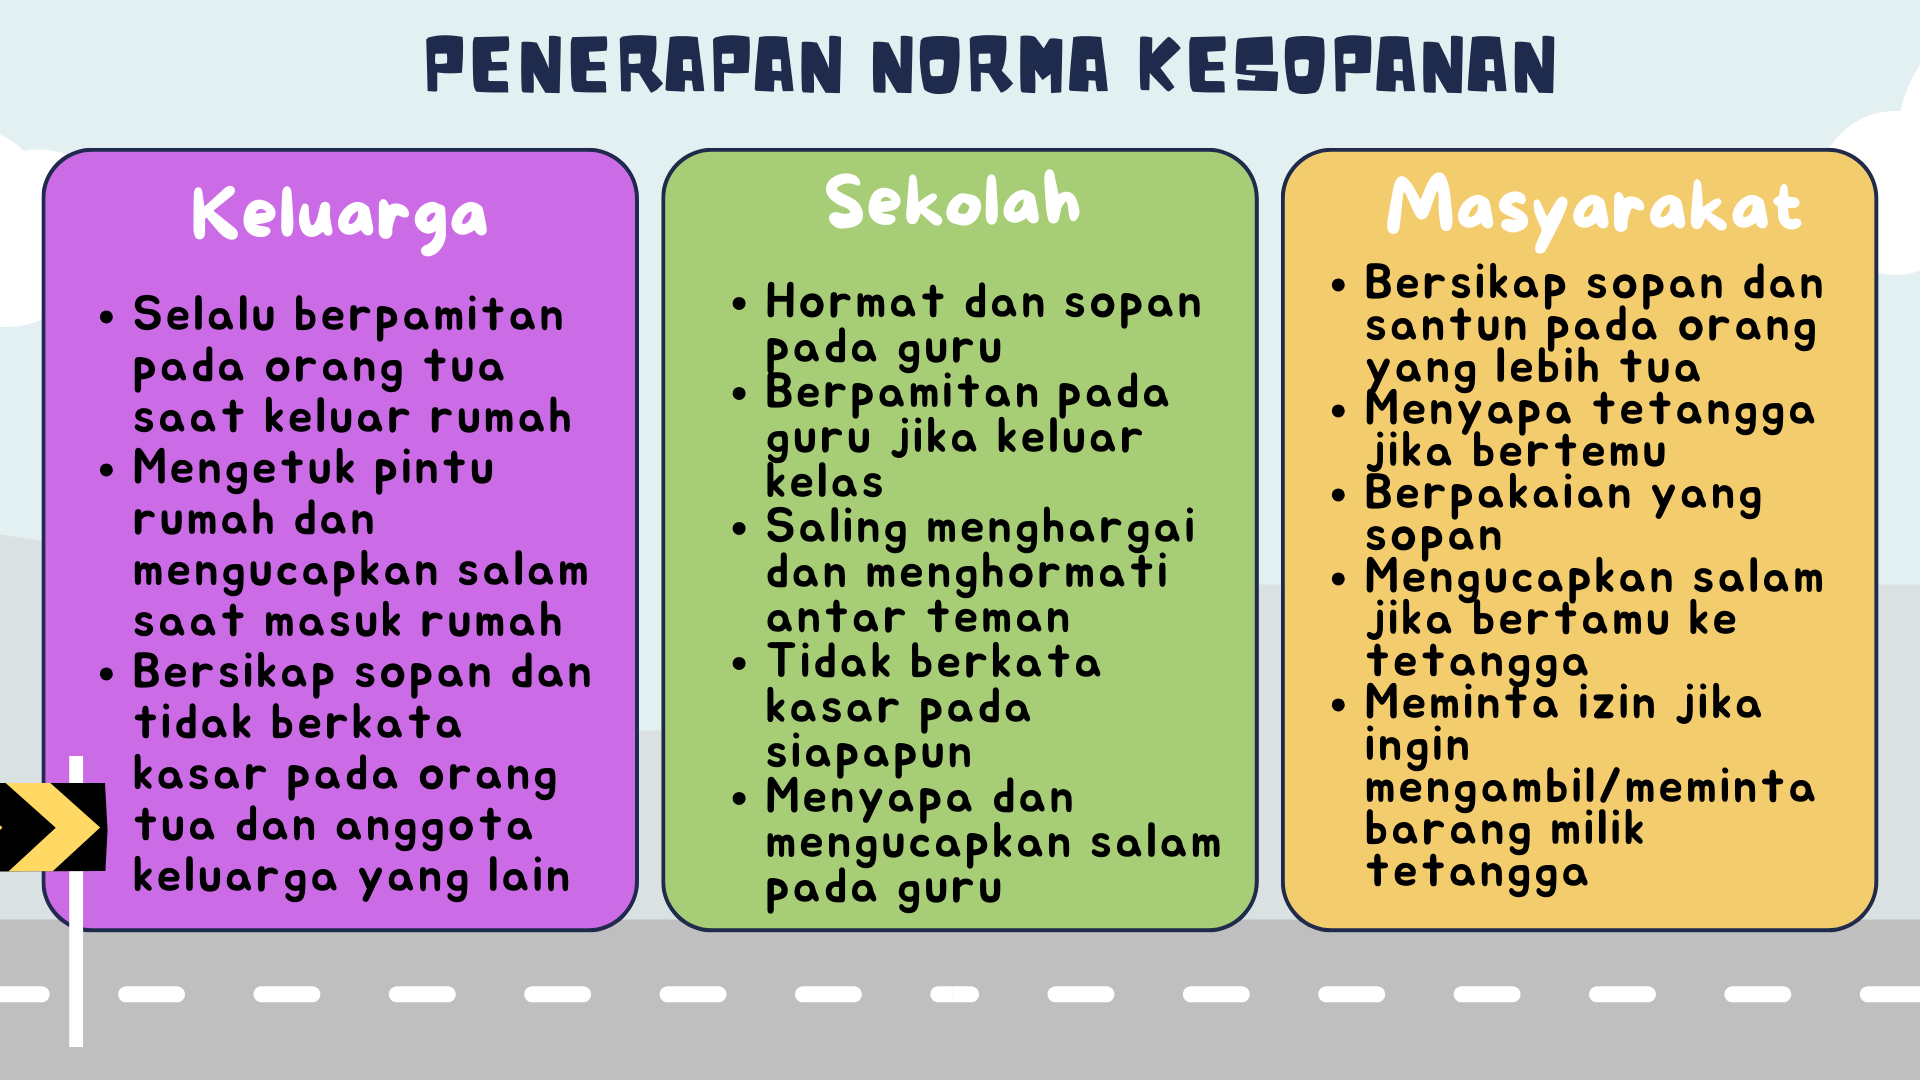 PENERAPAN NORMA KESOPANAN
Keluarga
• Selalu berpamitan
pada orang tua
saat keluar rumah
• Mengetuk pintu
rumah dan
mengucapkan salam
saat masuk rumah
• Bersikap sopan dan
tidak berkata
kasar pada orang
tua dan anggota
keluarga yang lain
Sekolah
• Hormat dan sopan
pada guru
• Berpamitan pada
guru jika keluar
kelas
• Saling menghargai
dan menghormati
antar teman
• Tidak berkata
kasar pada
siapapun
• Menyapa dan
mengucapkan salam
pada guru
Masyarakat
• Bersikap sopan dan
santun pada orang
yang lebih tua
• Menyapa tetangga
jika bertemu
• Berpakaian yang
sopan
• Mengucapkan salam
jika bertamu ke
tetangga
• Meminta izin jika
ingin
mengambil/meminta
barang milik
tetangga